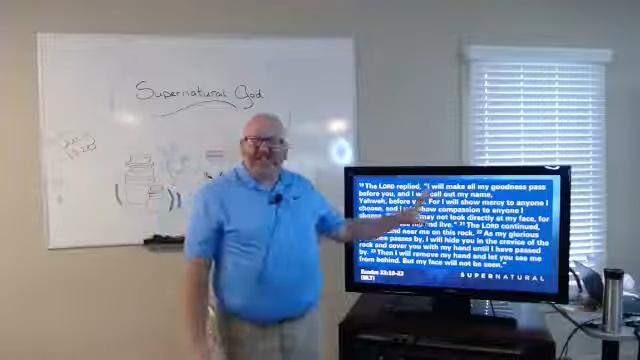 Supernatural God
19 The LORD replied, "I will make all my goodness pass
before you, and I will call out my name,
Yahweh, before you. For I will show mercy to anyone I
choose, and I will show compassion to anyone I
may not look directly at my face, for
live." 21 The LORD continued,
near me on this rock. 22 As my glorious
passes by, I will hide you in the crevice of the
rock and cover you with my hand until I have passed
by. 23 Then I will remove my hand and let you see me
from behind. But my face will not be seen."
Exodus 33:19-23
(NLT)
SUPERNATURAL